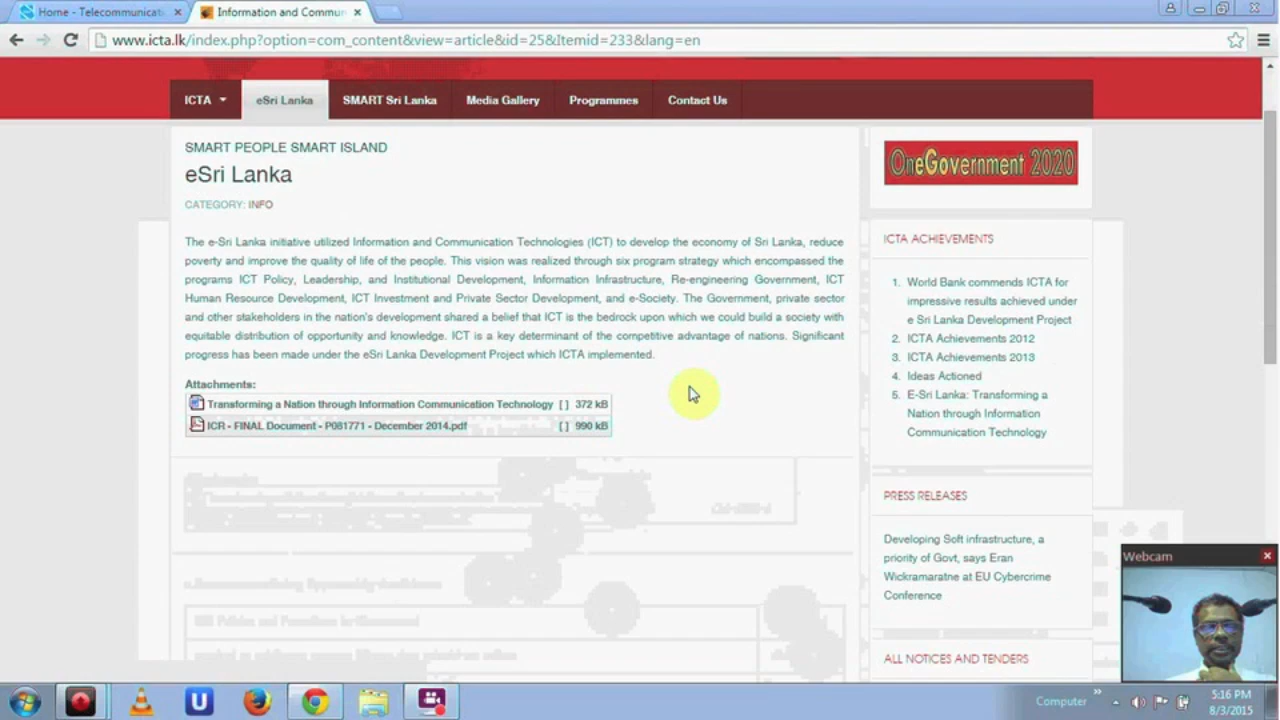 Home - Telecommunicati
Information and Commun
www.icta.lk/index.php?option=com_content&view=article&id=25&Itemid=233&lang=en
ICTA
eSri Lanka
SMART Sri Lanka
Media Gallery
Programmes
Contact Us
SMART PEOPLE SMART ISLAND
eSri Lanka
CATEGORY: INFO
The e-Sri Lanka initiative utilized Information and Communication Technologies (ICT) to develop the economy of Sri Lanka, reduce
poverty and improve the quality of life of the people. This vision was realized through six program strategy which encompassed the
programs ICT Policy, Leadership, and Institutional Development, Information Infrastructure, Re-engineering Government, ICT
Human Resource Development, ICT Investment and Private Sector Development, and e-Society. The Government, private sector
and other stakeholders in the nation's development shared a belief that ICT is the bedrock upon which we could build a society with
equitable distribution of opportunity and knowledge. ICT is a key determinant of the competitive advantage of nations. Significant
progress has been made under the eSri Lanka Development Project which ICTA implemented.
Attachments:
Transforming a Nation through Information Communication Technology [ ] 372 kB
ICR - FINAL Document - P081771 - December 2014.pdf [ ] 990 kB
OneGovernment 2020
ICTA ACHIEVEMENTS
1. World Bank commends ICTA for
impressive results achieved under
e Sri Lanka Development Project
2. ICTA Achievements 2012
3. ICTA Achievements 2013
4. Ideas Actioned
5. E-Sri Lanka: Transforming a
Nation through Information
Communication Technology
PRESS RELEASES
Developing Soft infrastructure, a
priority of Govt, says Eran
Wickramaratne at EU Cybercrime
Conference
ALL NOTICES AND TENDERS
Webcam
U
Computer
5:16 PM
8/3/2015